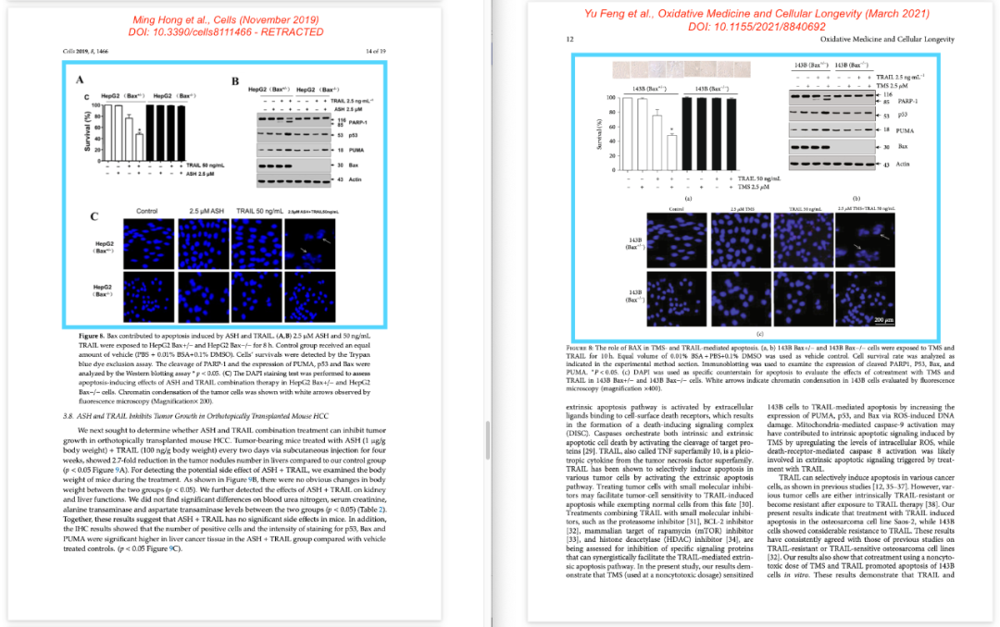 Ming Hong et al., Cells (November 2019)
DOI: 10.3390/cells8111466 - RETRACTED
Cells 2019, 8, 1466
14 of 19
A
C
HepG2 (Bax+/-) HepG2 (Bax-/-)
Survival (%)
100
80
60
40
20
0
*
- - + + - - + + TRAIL 50 ng/mL
- + - + - + - + ASH 2.5 μM
B
HepG2 (Bax+/-) HepG2 (Bax-/-)
- - + + - - + + TRAIL 2.5 ng mL-1
- + - + - + - + ASH 2.5 μM
116
85 PARP-1
53 p53
18 PUMA
30 Bax
43 Actin
C
Control 2.5 μM ASH TRAIL 50 ng/mL 2.5μM ASH+TRAIL50ng/mL
HepG2
(Bax+/-)
HepG2
(Bax-/-)
Figure 8. Bax contributed to apoptosis induced by ASH and TRAIL. (A,B) 2.5 μM ASH and 50 ng/mL
TRAIL were exposed to HepG2 Bax+/− and HepG2 Bax−/− for 8 h. Control group received an equal
amount of vehicle (PBS + 0.01% BSA+0.1% DMSO). Cells' survivals were detected by the Trypan
blue dye exclusion assay. The cleavage of PARP-1 and the expression of PUMA, p53 and Bax were
analyzed by the Western blotting assay * p < 0.05. (C) The DAPI staining test was performed to assess
apoptosis-inducing effects of ASH and TRAIL combination therapy in HepG2 Bax+/− and HepG2
Bax−/− cells. Chromatin condensation of the tumor cells was shown with white arrows observed by
fluorescence microscopy (Magnification× 200).
3.8. ASH and TRAIL Inhibits Tumor Growth in Orthotopically Transplanted Mouse HCC
We next sought to determine whether ASH and TRAIL combination treatment can inhibit tumor
growth in orthotopically transplanted mouse HCC. Tumor-bearing mice treated with ASH (1 μg/g
body weight) + TRAIL (100 ng/g body weight) every two days via subcutaneous injection for four
weeks, showed 2.7-fold reduction in the tumor nodules number in livers compared to our control group
(p < 0.05 Figure 9A). For detecting the potential side effect of ASH + TRAIL, we examined the body
weight of mice during the treatment. As shown in Figure 9B, there were no obvious changes in body
weight between the two groups (p < 0.05). We further detected the effects of ASH + TRAIL on kidney
and liver functions. We did not find significant differences on blood urea nitrogen, serum creatinine,
alanine transaminase and aspartate transaminase levels between the two groups (p < 0.05) (Table 2).
Together, these results suggest that ASH + TRAIL has no significant side effects in mice. In addition,
the IHC results showed that the number of positive cells and the intensity of staining for p53, Bax and
PUMA were significant higher in liver cancer tissue in the ASH + TRAIL group compared with vehicle
treated controls. (p < 0.05 Figure 9C).
Yu Feng et al., Oxidative Medicine and Cellular Longevity (March 2021)
DOI: 10.1155/2021/8840692
12
Oxidative Medicine and Cellular Longevity
143B (Bax+/-) 143B (Bax-/-)
Survival (%)
100
80
60
40
20
0
*
- - + + - - + + TRAIL 50 ng/mL
- + - + - + - + TMS 2.5 μM
(a)
143B (Bax+/-) 143B (Bax-/-)
- - + + - - + + TRAIL 2.5 ng mL-1
- + - + - + - + TMS 2.5 μM
116
85 PARP-1
53 p53
18 PUMA
30 Bax
43 Actin
(b)
Control 2.5 μM TMS TRAIL 50 ng/mL 2.5 μM TMS+TRAIL 50 ng/mL
143B
(Bax+/-)
143B
(Bax-/-)
200 μm
(c)
Figure 8: The role of BAX in TMS- and TRAIL-mediated apoptosis. (a, b) 143B Bax+/− and 143B Bax−/− cells were exposed to TMS and
TRAIL for 10 h. Equal volume of 0.01% BSA + PBS+0.1% DMSO was used as vehicle control. Cell survival rate was analyzed as
indicated in the experimental method section. Immunoblotting was used to examine the expression of cleaved PARP1, P53, Bax, and
PUMA. *P < 0.05. (c) DAPI was used as specific counterstain for apoptosis to evaluate the effects of cotreatment with TMS and
TRAIL in 143B Bax+/− and 143B Bax−/− cells. White arrows indicate chromatin condensation in 143B cells evaluated by fluorescence
microscopy (magnification ×400).
extrinsic apoptosis pathway is activated by extracellular
ligands binding to cell-surface death receptors, which results
in the formation of a death-inducing signaling complex
(DISC). Caspases orchestrate both intrinsic and extrinsic
apoptotic cell death by activating the cleavage of target pro-
teins [29]. TRAIL, also called TNF superfamily 10, is a pleio-
tropic cytokine from the tumor necrosis factor superfamily.
TRAIL has been shown to selectively induce apoptosis in
various tumor cells by activating the extrinsic apoptosis
pathway. Treating tumor cells with small molecular inhibi-
tors may facilitate tumor-cell sensitivity to TRAIL-induced
apoptosis while exempting normal cells from this fate [30].
Treatments combining TRAIL with small molecular inhibi-
tors, such as the proteasome inhibitor [31], BCL-2 inhibitor
[32], mammalian target of rapamycin (mTOR) inhibitor
[33], and histone deacetylase (HDAC) inhibitor [34], are
being assessed for inhibition of specific signaling proteins
that can synergistically facilitate the TRAIL-mediated extrin-
sic apoptosis pathway. In the present study, our results dem-
onstrate that TMS (used at a noncytotoxic dosage) sensitized
143B cells to TRAIL-mediated apoptosis by increasing the
expression of PUMA, p53, and Bax via ROS-induced DNA
damage. Mitochondria-mediated caspase-9 activation may
have contributed to intrinsic apoptotic signaling induced by
TMS by upregulating the levels of intracellular ROS, while
death-receptor-mediated caspase 8 activation was likely
involved in extrinsic apoptotic signaling triggered by treat-
ment with TRAIL.
TRAIL can selectively induce apoptosis in various cancer
cells, as shown in previous studies [12, 35–37]. However, var-
ious tumor cells are either intrinsically TRAIL-resistant or
become resistant after exposure to TRAIL therapy [38]. Our
present results indicate that treatment with TRAIL induced
apoptosis in the osteosarcoma cell line Saos-2, while 143B
cells showed considerable resistance to TRAIL. These results
have consistently agreed with those of previous studies on
TRAIL-resistant or TRAIL-sensitive osteosarcoma cell lines
[32]. Our results also show that cotreatment using a noncyto-
toxic dose of TMS and TRAIL promoted apoptosis of 143B
cells in vitro. These results demonstrate that TRAIL and